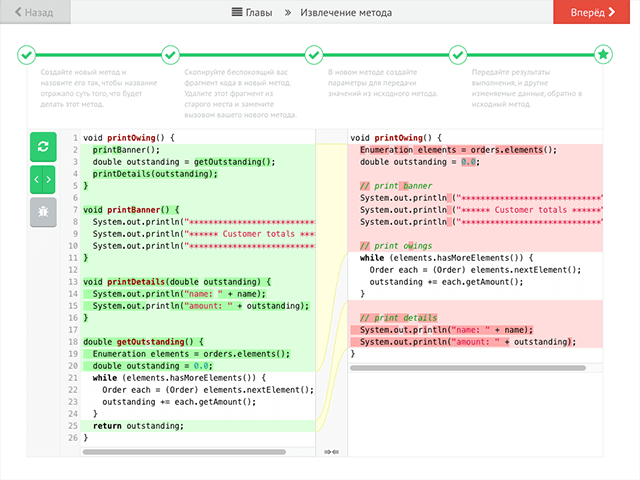 Назад
Главы » Извлечение метода
Вперёд
Создайте новый метод и
назовите его так, чтобы название
отражало суть того, что будет
делать этот метод.
Скопируйте беспокоящий вас
фрагмент кода в новый метод.
Удалите этот фрагмент из
старого места и замените
вызовом вашего нового метода.
В новом методе создайте
параметры для передачи
значений из исходного метода.
Передайте результаты
выполнения, и другие
изменяемые данные, обратно в
исходный метод.
1 void printOwing() {
2 printBanner();
3 double outstanding = getOutstanding();
4 printDetails(outstanding);
5 }
6
7 void printBanner() {
8 System.out.println("**************************
9 System.out.println("****** Customer totals ***
10 System.out.println("**************************
11 }
12
13 void printDetails(double outstanding) {
14 System.out.println("name: " + name);
15 System.out.println("amount: " + outstanding);
16 }
17
18 double getOutstanding() {
19 Enumeration elements = orders.elements();
20 double outstanding = 0.0;
21 while (elements.hasMoreElements()) {
22 Order each = (Order) elements.nextElement();
23 outstanding += each.getAmount();
24 }
25 return outstanding;
26 }
void printOwing() {
Enumeration elements = orders.elements();
double outstanding = 0.0;
// print banner
System.out.println ("**************************"
System.out.println ("****** Customer totals ******"
System.out.println ("**************************"
// print owings
while (elements.hasMoreElements()) {
Order each = (Order) elements.nextElement();
outstanding += each.getAmount();
}
// print details
System.out.println("name: " + name);
System.out.println("amount: " + outstanding);
}